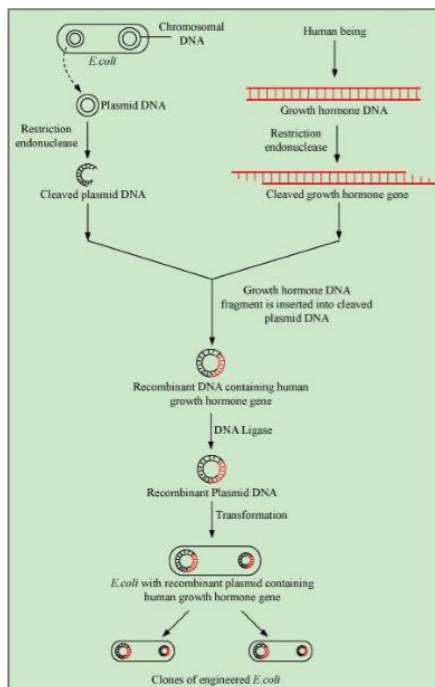 Chromosomal
DNA
E.coli
Plasmid DNA
Restriction
endonuclease
Cleaved plasmid DNA
Human being
Growth hormone DNA
Restriction
endonuclease
Cleaved growth hormone gene
Growth hormone DNA
fragment is inserted into cleaved
plasmid DNA
Recombinant DNA containing human
growth hormone gene
DNA Ligase
Recombinant Plasmid DNA
Transformation
E.coli with recombinant plasmid containing
human growth hormone gene
Clones of engineered E.coli